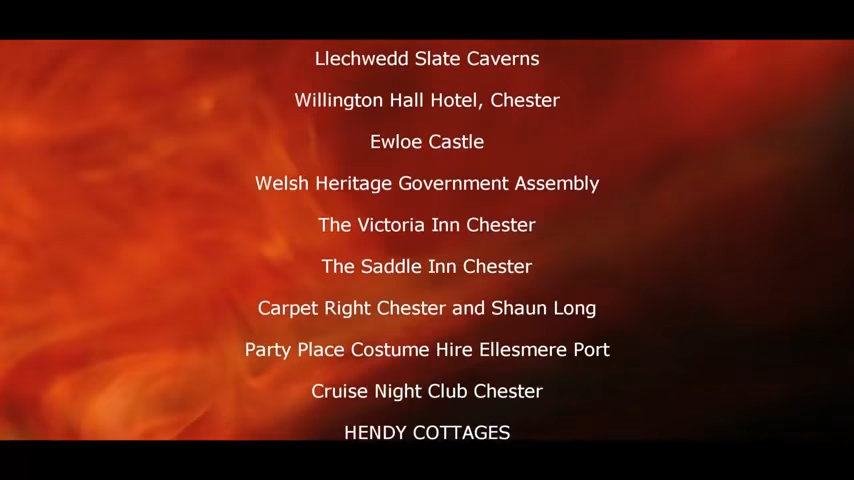 Llechwedd Slate Caverns
Willington Hall Hotel, Chester
Ewloe Castle
Welsh Heritage Government Assembly
The Victoria Inn Chester
The Saddle Inn Chester
Carpet Right Chester and Shaun Long
Party Place Costume Hire Ellesmere Port
Cruise Night Club Chester
HENDY COTTAGES